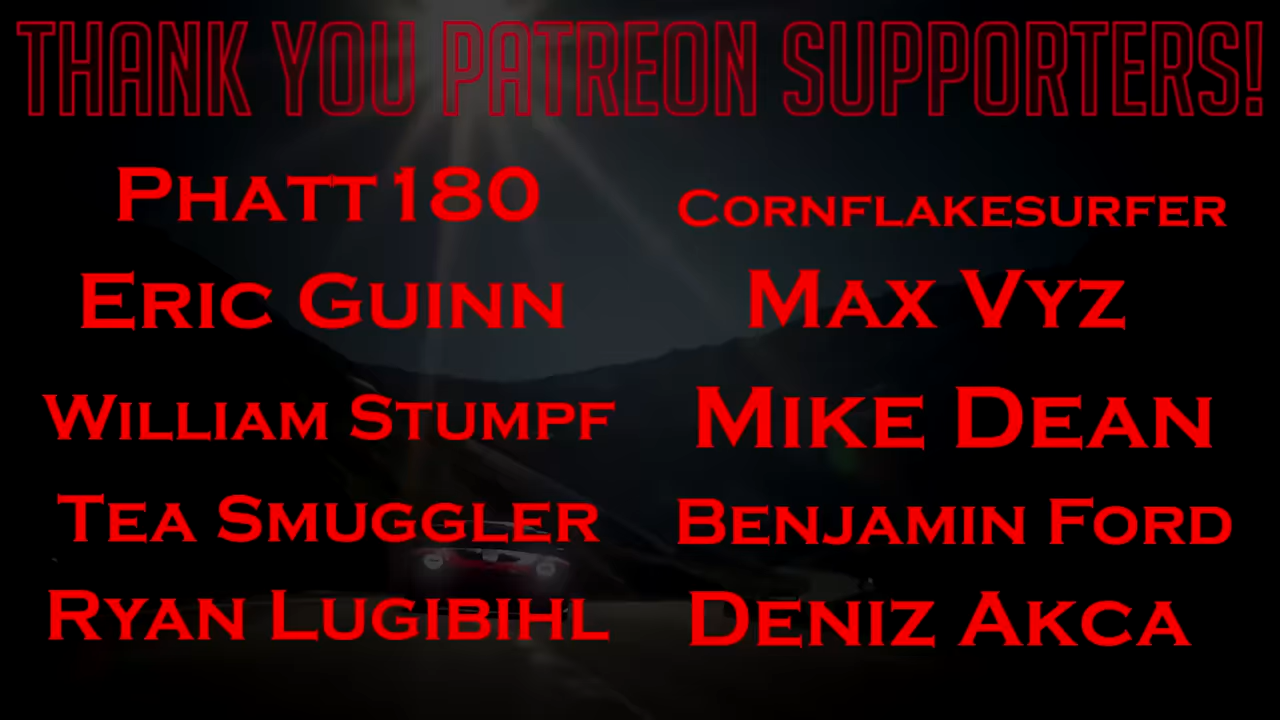 THANK YOU PATREON SUPPORTERS!
PHATT180
CORNFLAKESURFER
ERIC GUINN
MAX VYZ
WILLIAM STUMPF
MIKE DEAN
TEA SMUGGLER
BENJAMIN FORD
RYAN LUGIBIHL
DENIZ AKCA